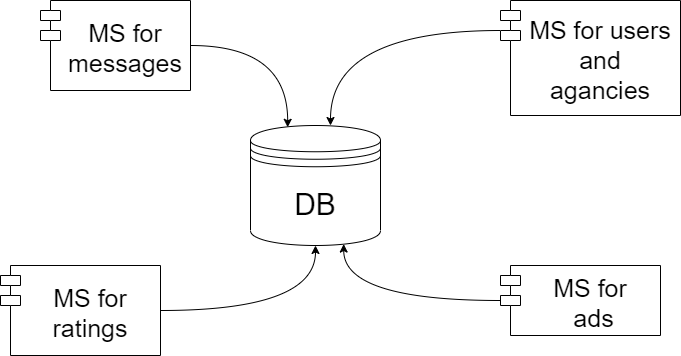 MS for
messages
MS for users
and
agancies
DB
MS for
ratings
MS for
ads